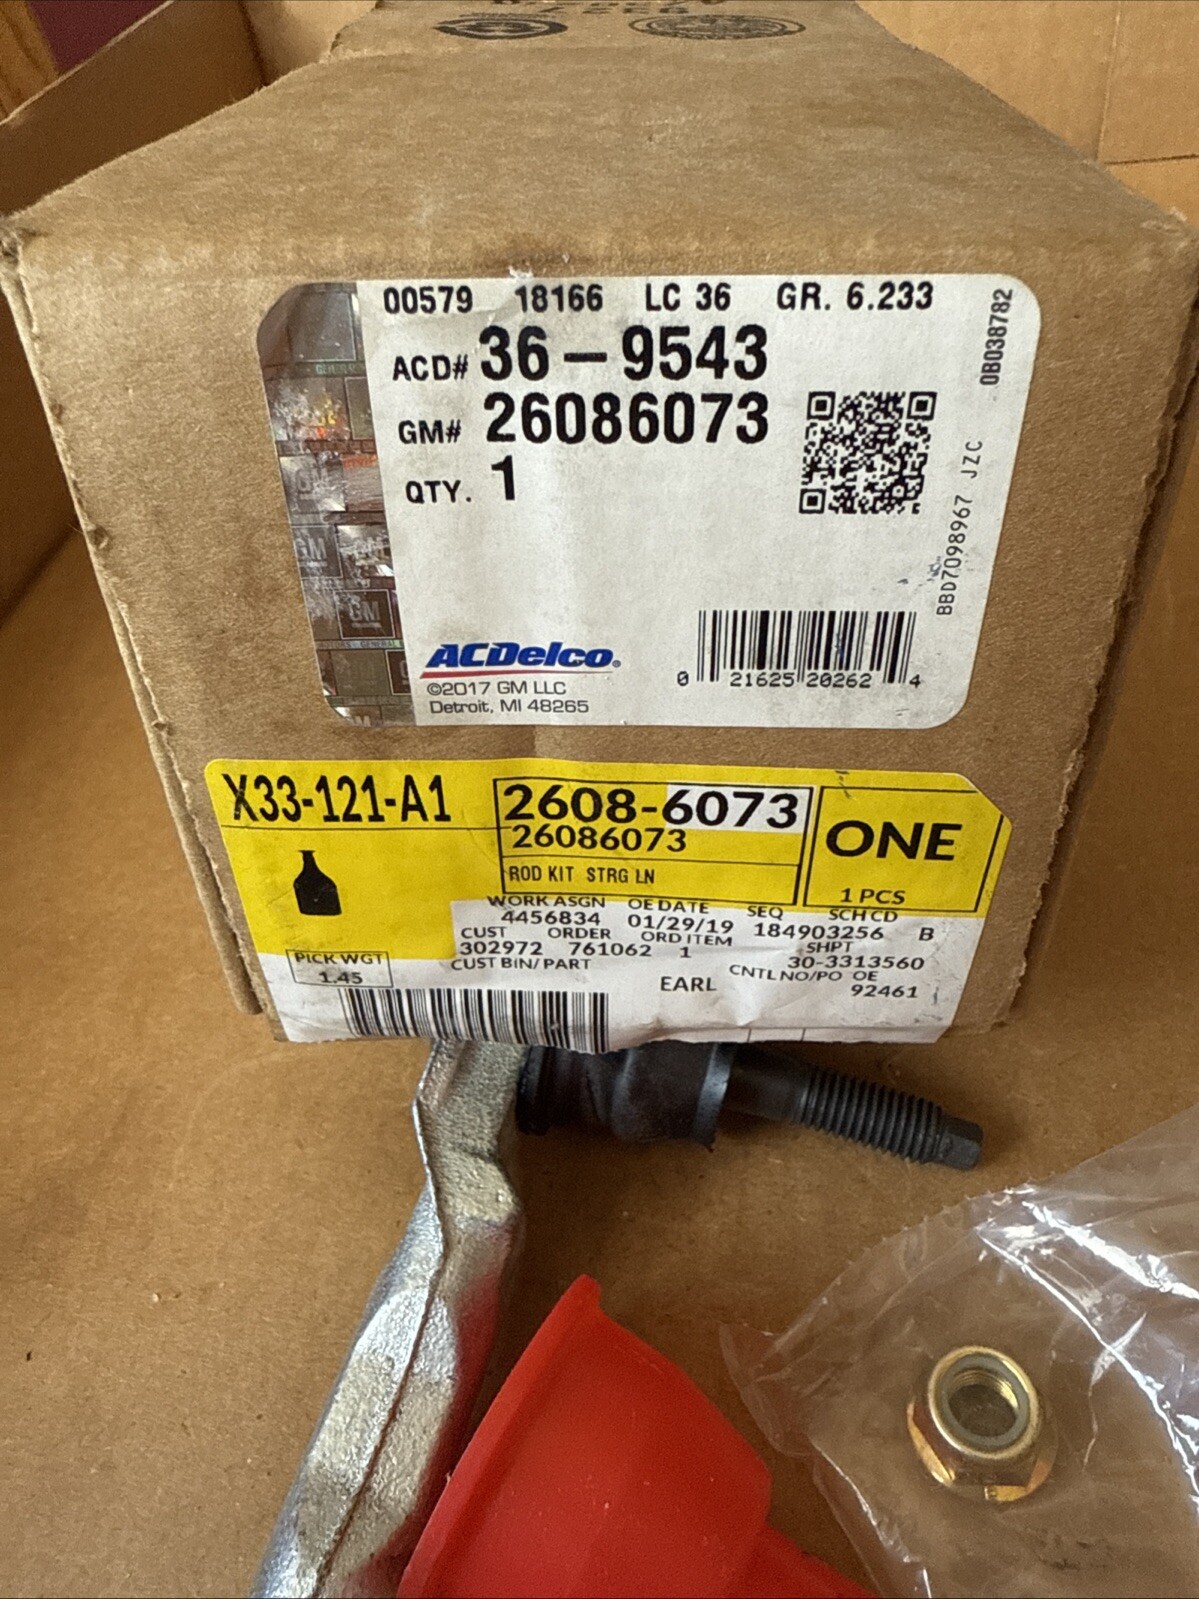 00579 18166 LC 36 GR. 6.233
ACD# 36-9543
GM# 26086073
QTY. 1
0B038782
BBD7098967 JZC
ACDelco®
©2017 GM LLC
Detroit, MI 48265
0 21625 20262 4
GM
GM
X33-121-A1
2608-6073
26086073
ROD KIT STRG LN
ONE
1 PCS
WORK ASGN OE DATE SEQ SCH CD
4456834 01/29/19 184903256 B
CUST ORDER ORD ITEM SHPT
302972 761062 1 30-3313560
CUST BIN/PART CNTL NO/PO OE
EARL 92461
PICK WGT
1.45